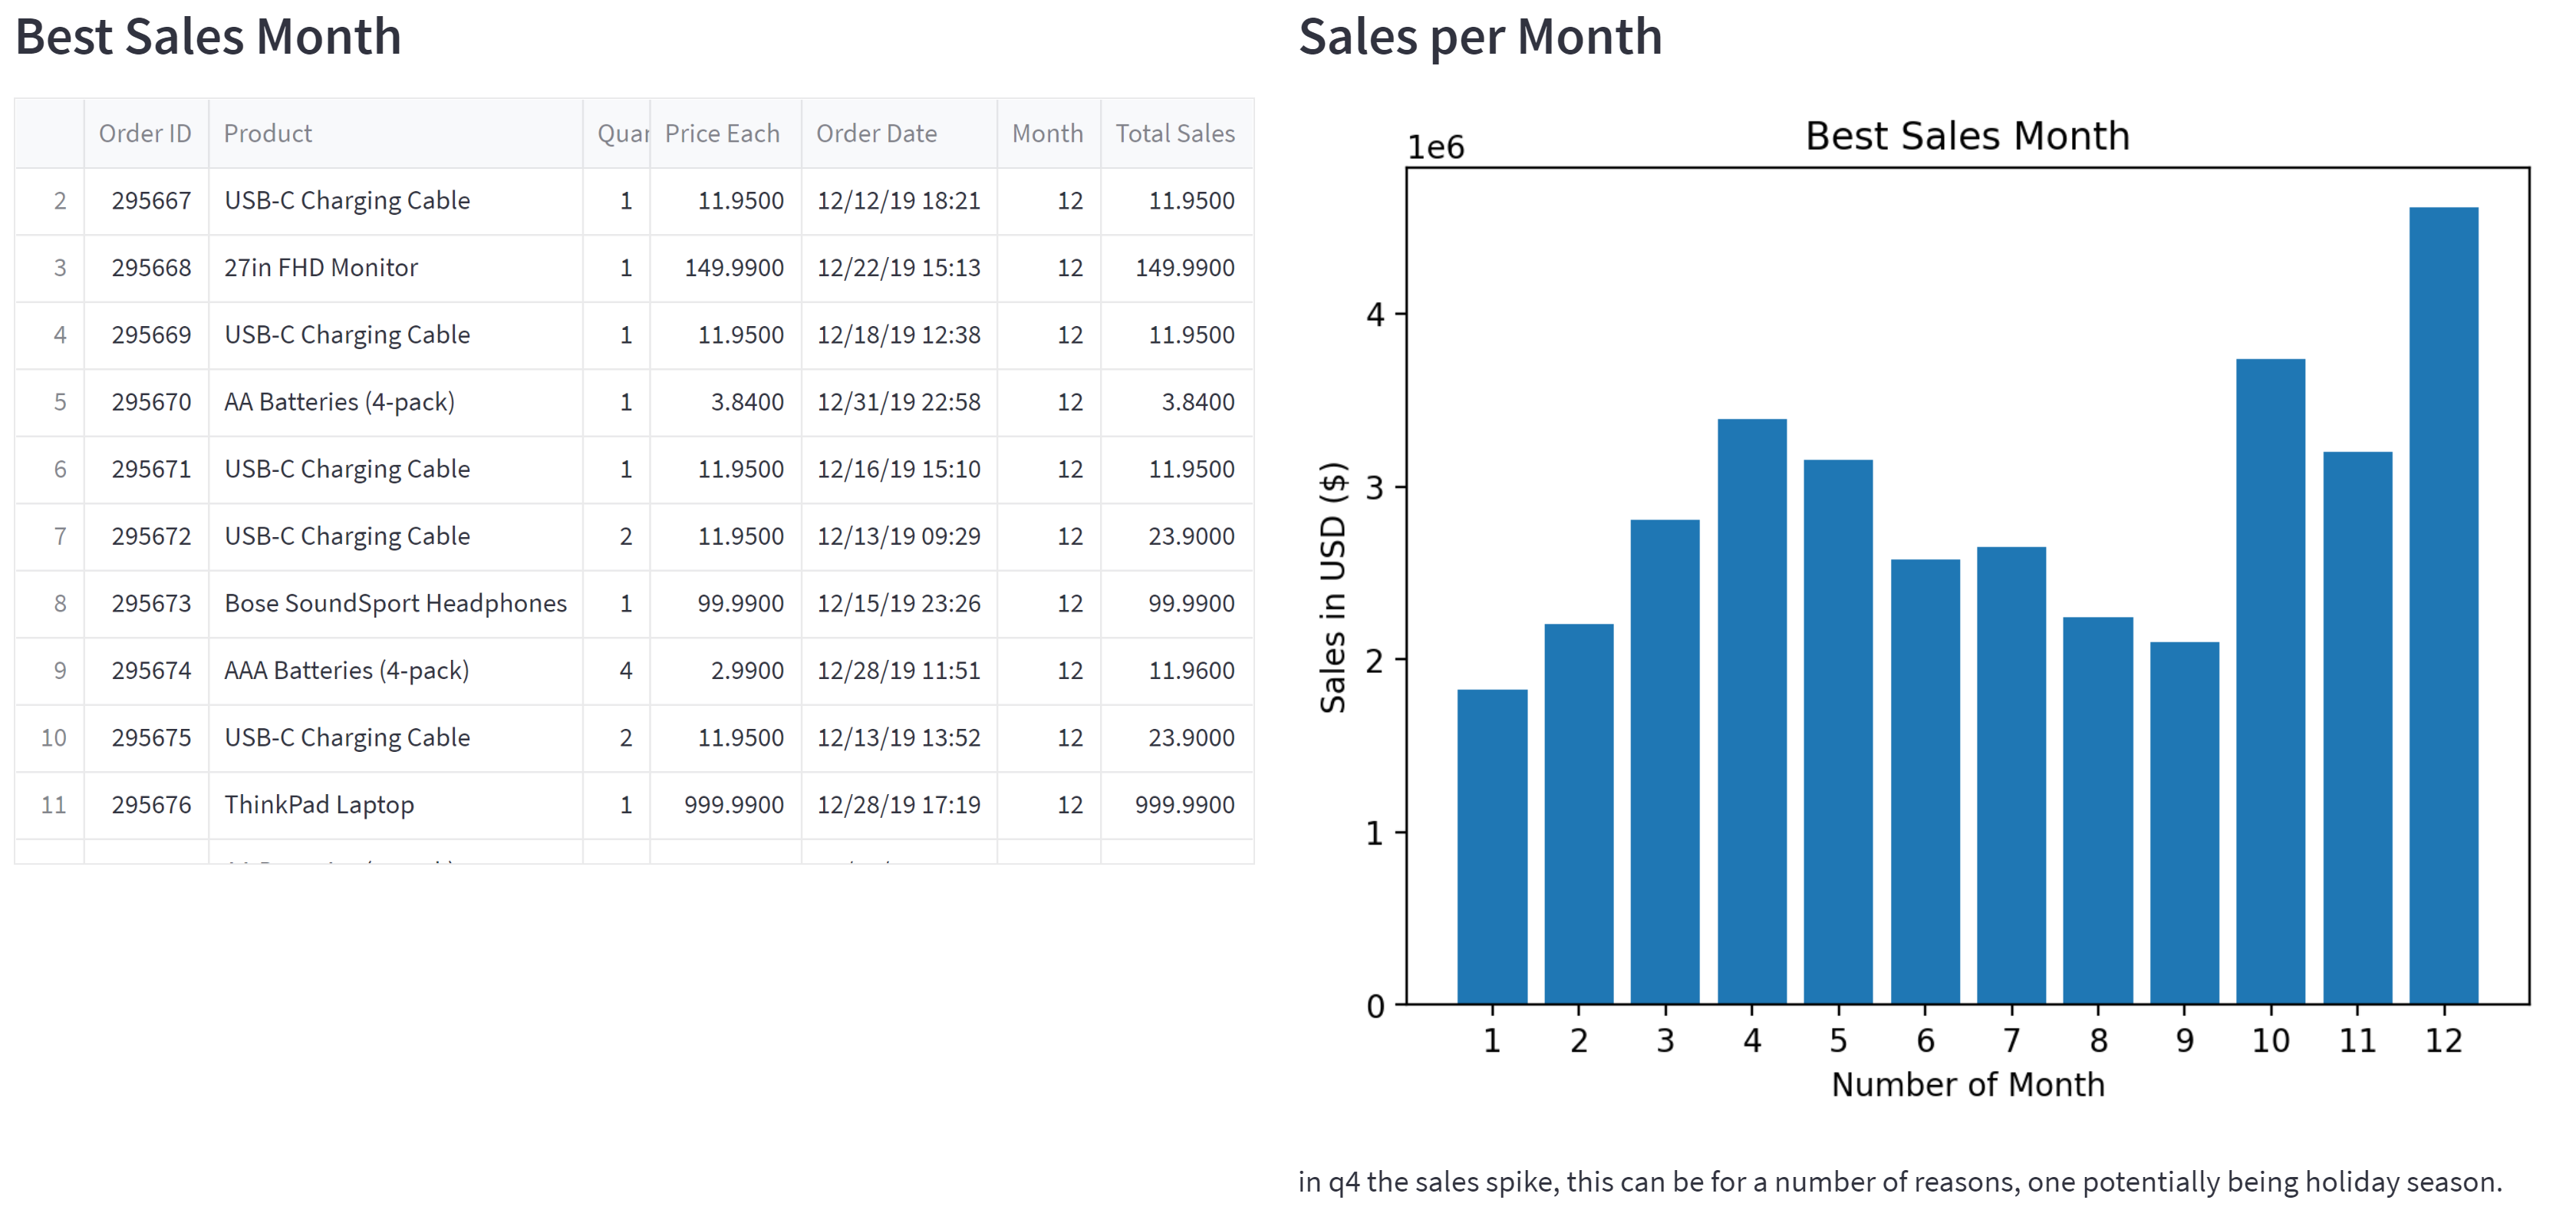 Best Sales Month
Order ID Product Quan Price Each Order Date Month Total Sales
2 295667 USB-C Charging Cable 1 11.9500 12/12/19 18:21 12 11.9500
3 295668 27in FHD Monitor 1 149.9900 12/22/19 15:13 12 149.9900
4 295669 USB-C Charging Cable 1 11.9500 12/18/19 12:38 12 11.9500
5 295670 AA Batteries (4-pack) 1 3.8400 12/31/19 22:58 12 3.8400
6 295671 USB-C Charging Cable 1 11.9500 12/16/19 15:10 12 11.9500
7 295672 USB-C Charging Cable 2 11.9500 12/13/19 09:29 12 23.9000
8 295673 Bose SoundSport Headphones 1 99.9900 12/15/19 23:26 12 99.9900
9 295674 AAA Batteries (4-pack) 4 2.9900 12/28/19 11:51 12 11.9600
10 295675 USB-C Charging Cable 2 11.9500 12/13/19 13:52 12 23.9000
11 295676 ThinkPad Laptop 1 999.9900 12/28/19 17:19 12 999.9900
Sales per Month
Best Sales Month
1e6
Sales in USD ($)
4
3
2
1
0
1 2 3 4 5 6 7 8 9 10 11 12
Number of Month
in q4 the sales spike, this can be for a number of reasons, one potentially being holiday season.